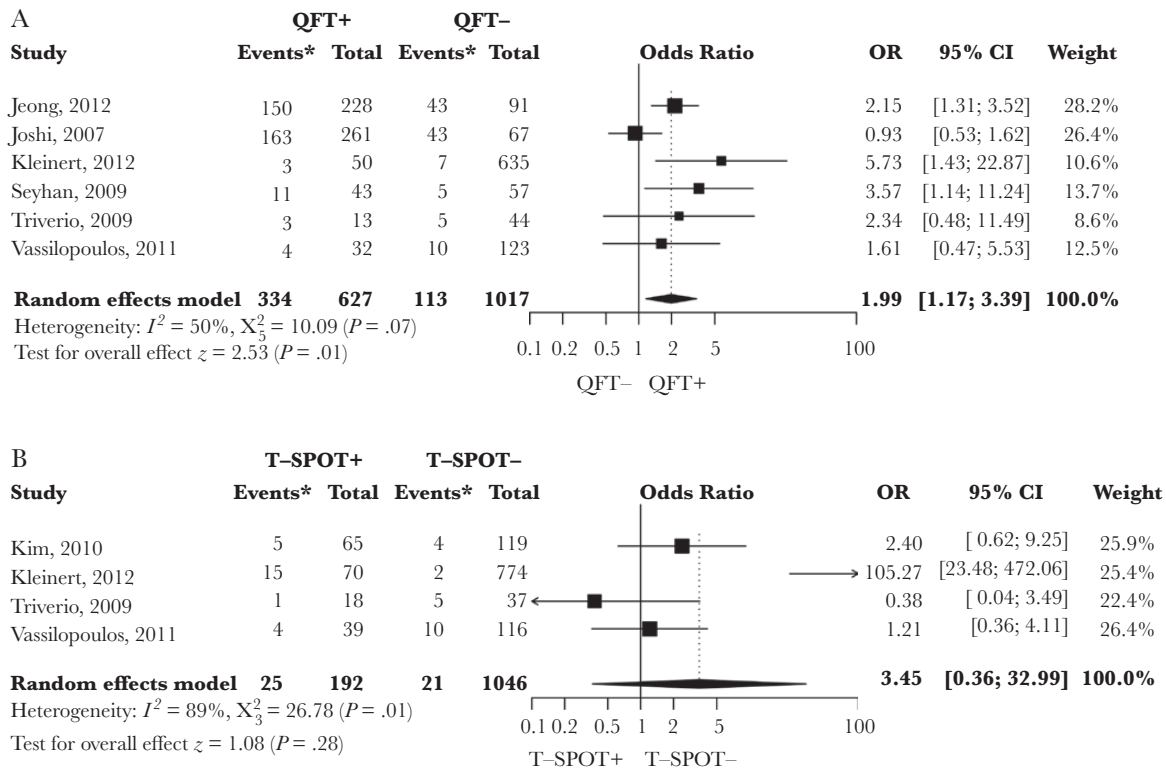 A
QFT+ QFT–
Study Events* Total Events* Total Odds Ratio OR 95% CI Weight
Jeong, 2012 150 228 43 91 2.15 [1.31; 3.52] 28.2%
Joshi, 2007 163 261 43 67 0.93 [0.53; 1.62] 26.4%
Kleinert, 2012 3 50 7 635 5.73 [1.43; 22.87] 10.6%
Seyhan, 2009 11 43 5 57 3.57 [1.14; 11.24] 13.7%
Triverio, 2009 3 13 5 44 2.34 [0.48; 11.49] 8.6%
Vassilopoulos, 2011 4 32 10 123 1.61 [0.47; 5.53] 12.5%
Random effects model 334 627 113 1017 1.99 [1.17; 3.39] 100.0%
Heterogeneity: I² = 50%, X²₅ = 10.09 (P = .07)
Test for overall effect z = 2.53 (P = .01)
0.1 0.2 0.5 1 2 5 100
QFT– QFT+
B
T–SPOT+ T–SPOT–
Study Events* Total Events* Total Odds Ratio OR 95% CI Weight
Kim, 2010 5 65 4 119 2.40 [ 0.62; 9.25] 25.9%
Kleinert, 2012 15 70 2 774 105.27 [23.48; 472.06] 25.4%
Triverio, 2009 1 18 5 37 0.38 [ 0.04; 3.49] 22.4%
Vassilopoulos, 2011 4 39 10 116 1.21 [0.36; 4.11] 26.4%
Random effects model 25 192 21 1046 3.45 [0.36; 32.99] 100.0%
Heterogeneity: I² = 89%, X²₃ = 26.78 (P = .01)
Test for overall effect z = 1.08 (P = .28)
0.1 0.2 0.5 1 2 5 100
T–SPOT+ T–SPOT–